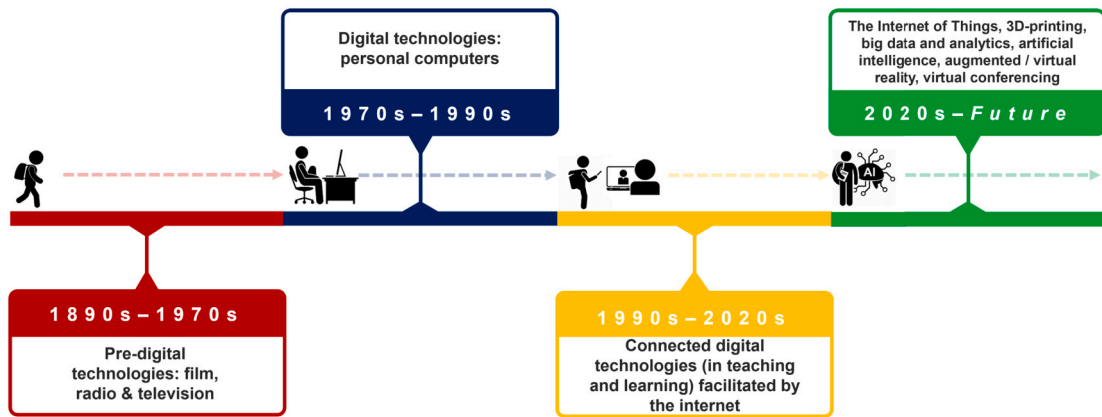 Digital technologies:
personal computers
1970s–1990s
The Internet of Things, 3D-printing,
big data and analytics, artificial
intelligence, augmented / virtual
reality, virtual conferencing
2020s–Future
AI
1890s–1970s
Pre-digital
technologies: film,
radio & television
1990s–2020s
Connected digital
technologies (in teaching
and learning) facilitated by
the internet